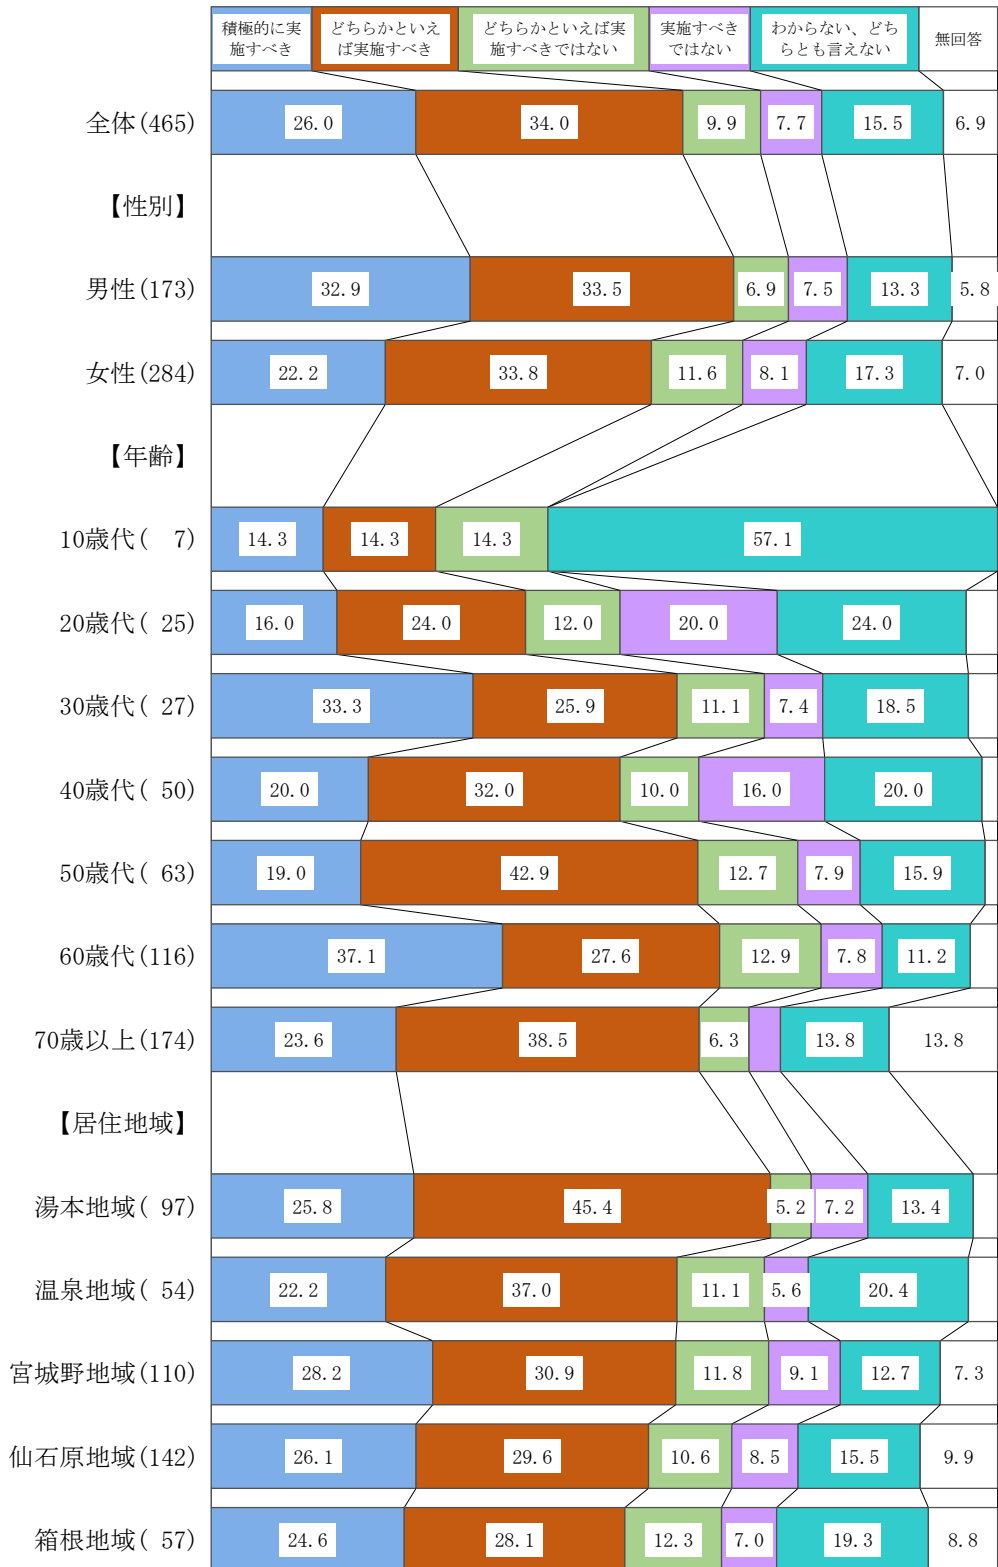 積極的に実
施すべき
どちらかといえ
ば実施すべき
どちらかといえば実
施すべきではない
実施すべき
ではない
わからない、どち
らとも言えない
無回答
全体(465) 26.0 34.0 9.9 7.7 15.5 6.9
【性別】
男性(173) 32.9 33.5 6.9 7.5 13.3 5.8
女性(284) 22.2 33.8 11.6 8.1 17.3 7.0
【年齢】
10歳代(  7) 14.3 14.3 14.3 57.1
20歳代( 25) 16.0 24.0 12.0 20.0 24.0
30歳代( 27) 33.3 25.9 11.1 7.4 18.5
40歳代( 50) 20.0 32.0 10.0 16.0 20.0
50歳代( 63) 19.0 42.9 12.7 7.9 15.9
60歳代(116) 37.1 27.6 12.9 7.8 11.2
70歳以上(174) 23.6 38.5 6.3 13.8 13.8
【居住地域】
湯本地域( 97) 25.8 45.4 5.2 7.2 13.4
温泉地域( 54) 22.2 37.0 11.1 5.6 20.4
宮城野地域(110) 28.2 30.9 11.8 9.1 12.7 7.3
仙石原地域(142) 26.1 29.6 10.6 8.5 15.5 9.9
箱根地域( 57) 24.6 28.1 12.3 7.0 19.3 8.8